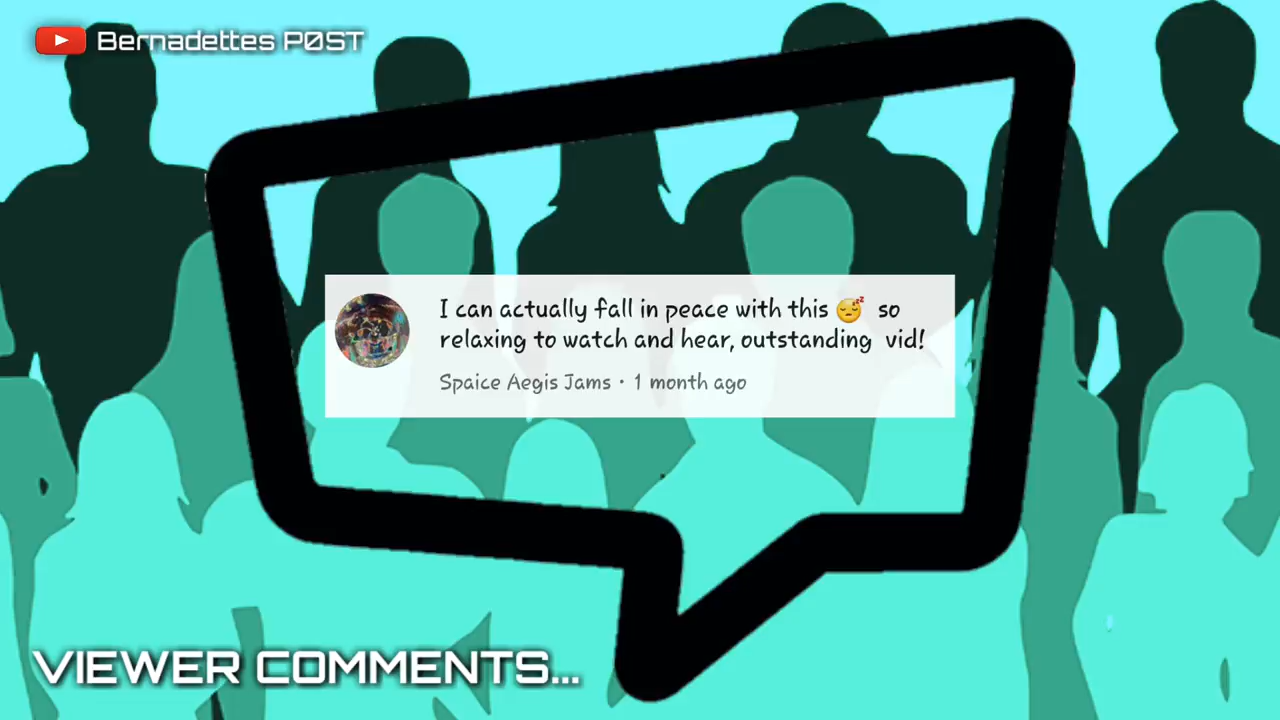 Bernadettes PØST
I can actually fall in peace with this 😴 so
relaxing to watch and hear, outstanding vid!
Spaice Aegis Jams • 1 month ago
VIEWER COMMENTS...